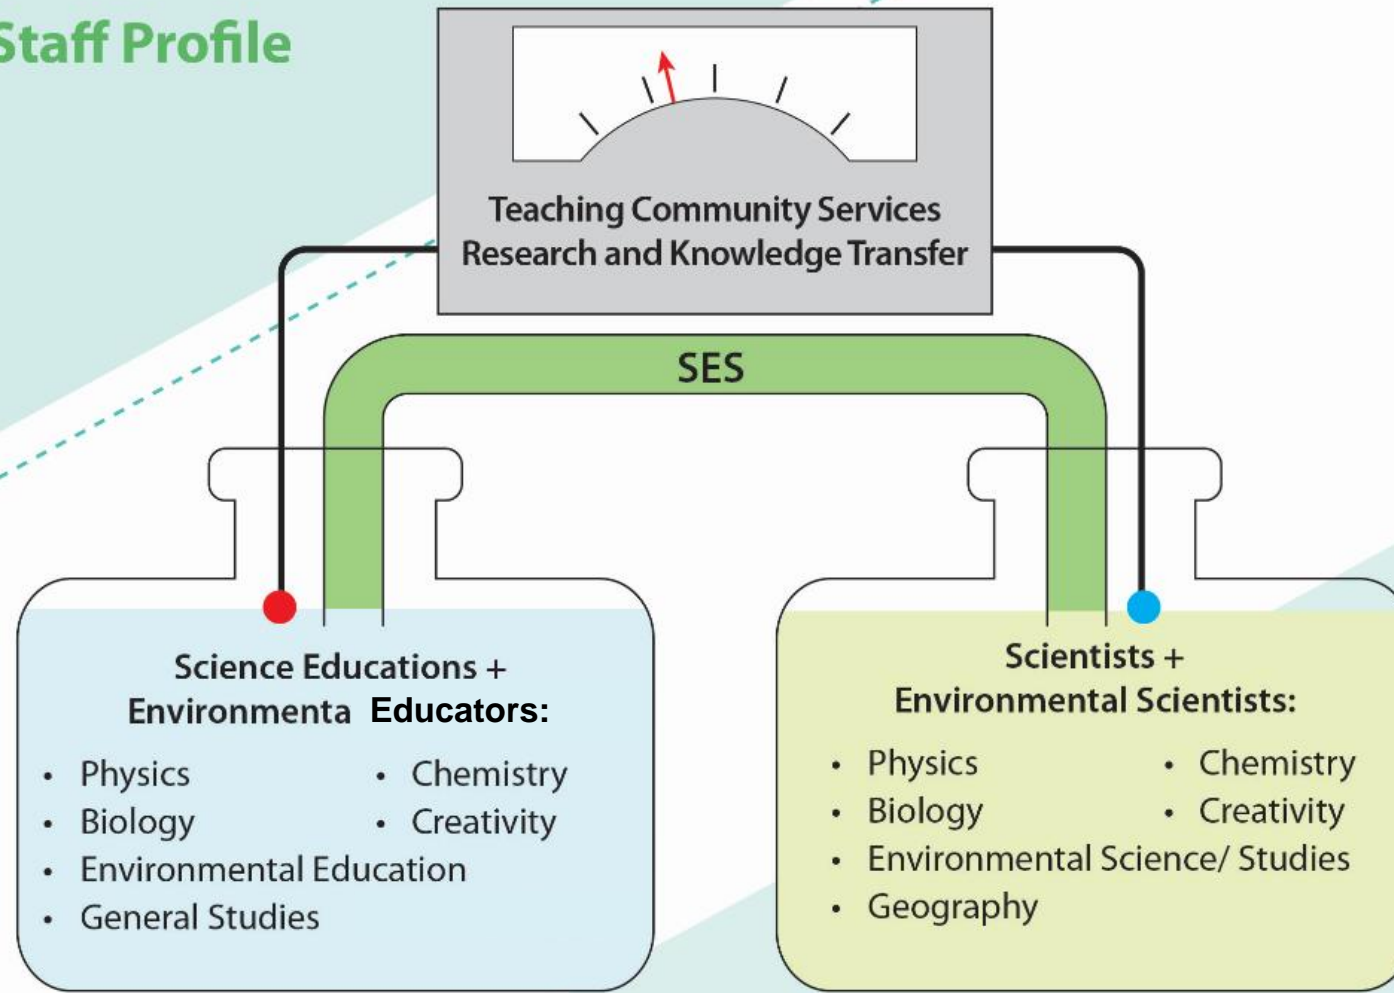 Staff Profile
Teaching Community Services
Research and Knowledge Transfer
SES
Science Educations +
Environmenta Educators:
• Physics
• Chemistry
• Biology
• Creativity
• Environmental Education
• General Studies
Scientists +
Environmental Scientists:
• Physics
• Chemistry
• Biology
• Creativity
• Environmental Science/ Studies
• Geography